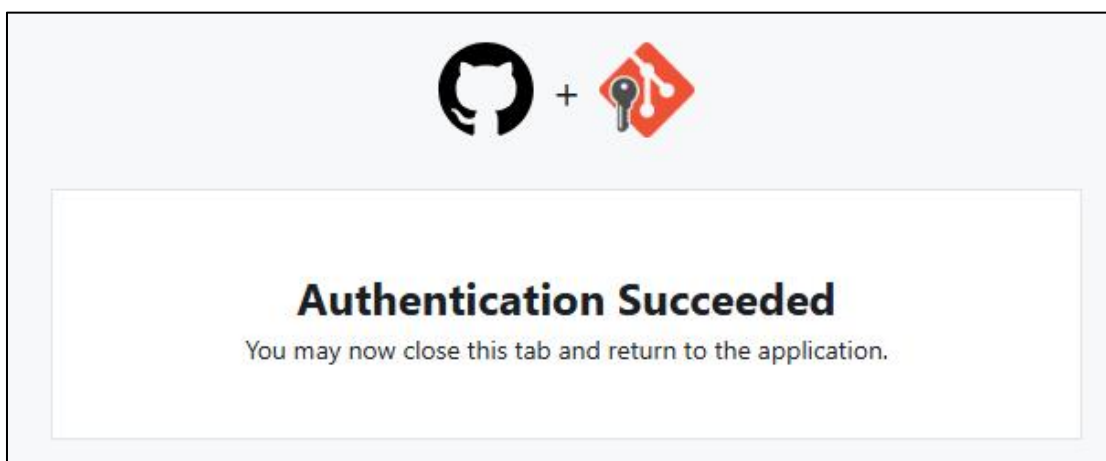 +
Authentication Succeeded
You may now close this tab and return to the application.